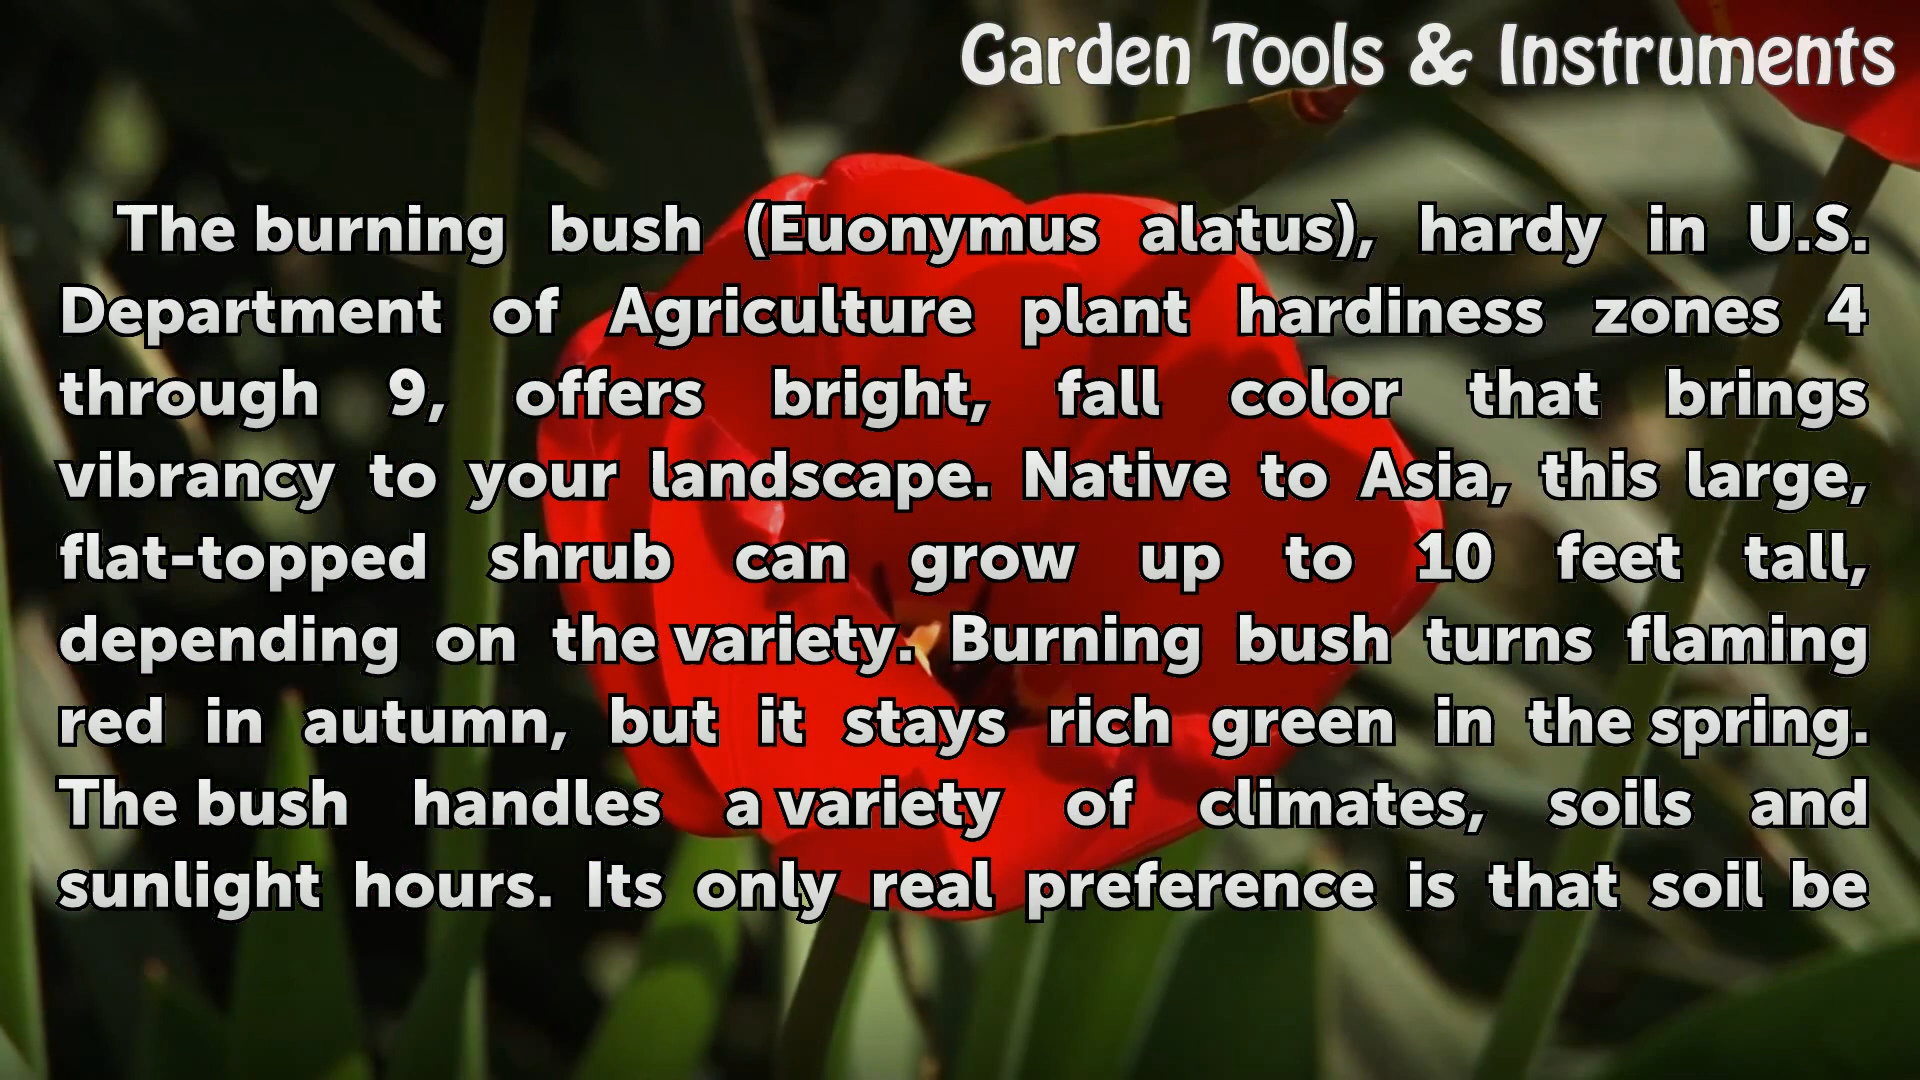 Garden Tools & Instruments
The burning bush (Euonymus alatus), hardy in U.S.
Department of Agriculture plant hardiness zones 4
through 9, offers bright, fall color that brings
vibrancy to your landscape. Native to Asia, this large,
flat-topped shrub can grow up to 10 feet tall,
depending on the variety. Burning bush turns flaming
red in autumn, but it stays rich green in the spring.
The bush handles a variety of climates, soils and
sunlight hours. Its only real preference is that soil be